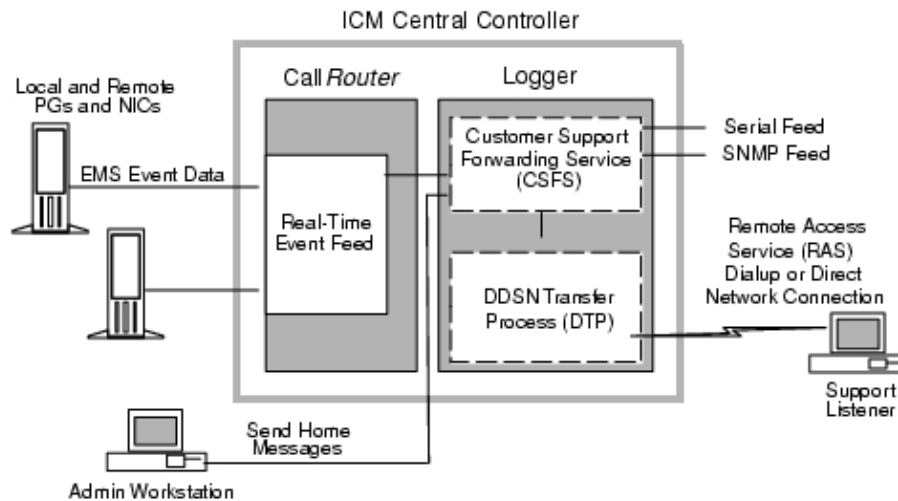 ICM Central Controller
Local and Remote
PGs and NICs
EMS Event Data
Call Router
Real-Time
Event Feed
Logger
Customer Support
Forwarding Service
(CSFS)
DDSN Transfer
Process (DTP)
Serial Feed
SNMP Feed
Remote Access
Service (RAS)
Dialup or Direct
Network Connection
Support
Listener
Send Home
Messages
Admin Workstation